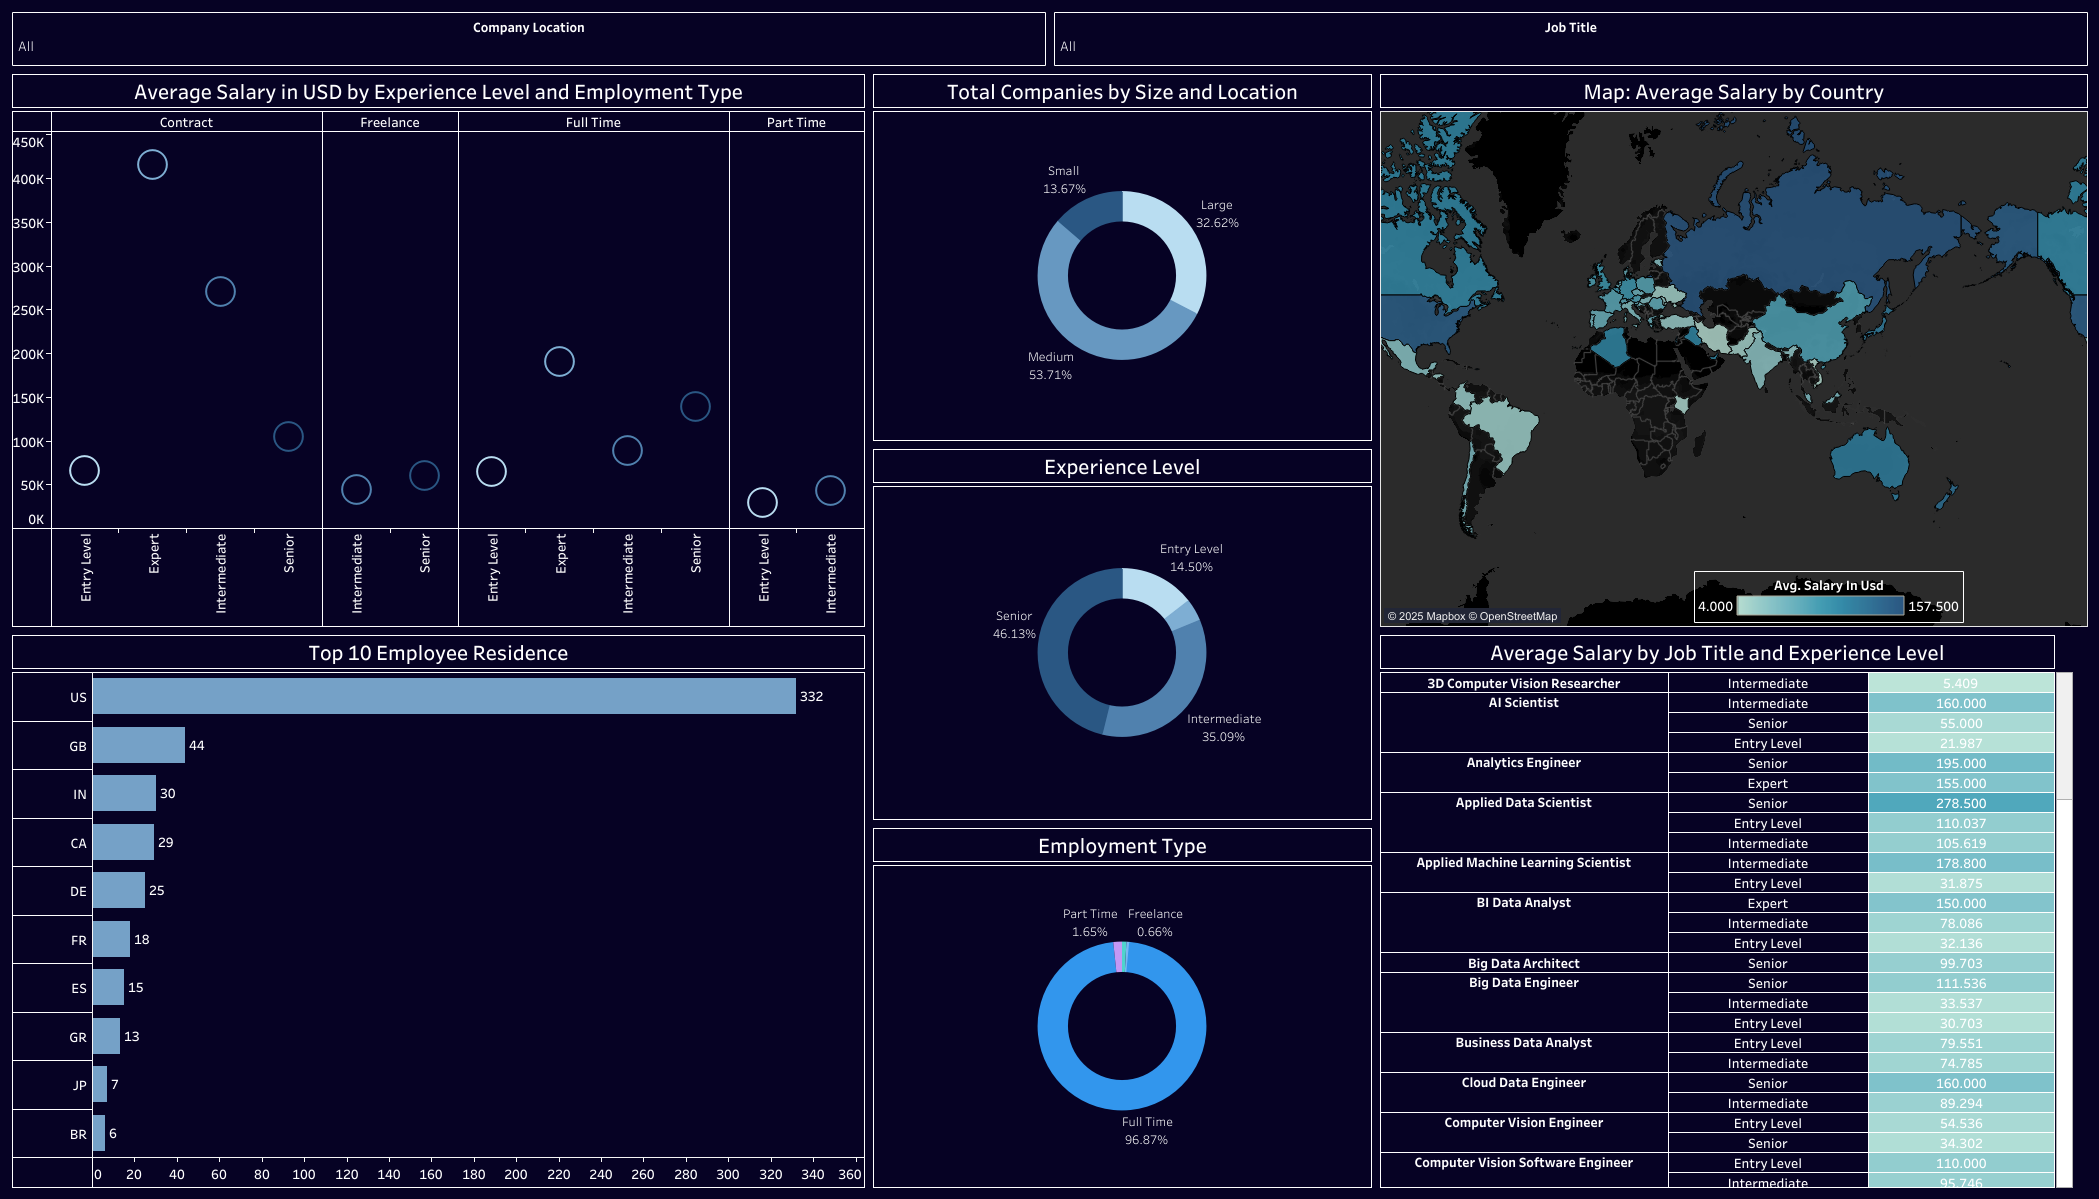 Company Location
All
Job Title
All
Average Salary in USD by Experience Level and Employment Type
Contract
Freelance
Full Time
Part Time
450K
400K
350K
300K
250K
200K
150K
100K
50K
0K
Entry Level
Expert
Intermediate
Senior
Intermediate
Senior
Entry Level
Expert
Intermediate
Senior
Entry Level
Intermediate
Total Companies by Size and Location
Small
13.67%
Large
32.62%
Medium
53.71%
Map: Average Salary by Country
Avg. Salary In Usd
4.000
157.500
© 2025 Mapbox © OpenStreetMap
Experience Level
Entry Level
14.50%
Senior
46.13%
Intermediate
35.09%
Employment Type
Part Time
1.65%
Freelance
0.66%
Full Time
96.87%
Top 10 Employee Residence
US
332
GB
44
IN
30
CA
29
DE
25
FR
18
ES
15
GR
13
JP
7
BR
6
0 20 40 60 80 100 120 140 160 180 200 220 240 260 280 300 320 340 360
Average Salary by Job Title and Experience Level
3D Computer Vision Researcher Intermediate 5.409
AI Scientist Intermediate 160.000
Senior 55.000
Entry Level 21.987
Analytics Engineer Senior 195.000
Expert 155.000
Applied Data Scientist Senior 278.500
Entry Level 110.037
Intermediate 105.619
Applied Machine Learning Scientist Intermediate 178.800
Entry Level 31.875
BI Data Analyst Expert 150.000
Intermediate 78.086
Entry Level 32.136
Big Data Architect Senior 99.703
Big Data Engineer Senior 111.536
Intermediate 33.537
Entry Level 30.703
Business Data Analyst Entry Level 79.551
Intermediate 74.785
Cloud Data Engineer Senior 160.000
Intermediate 89.294
Computer Vision Engineer Entry Level 54.536
Senior 34.302
Computer Vision Software Engineer Entry Level 110.000
Intermediate 95.746